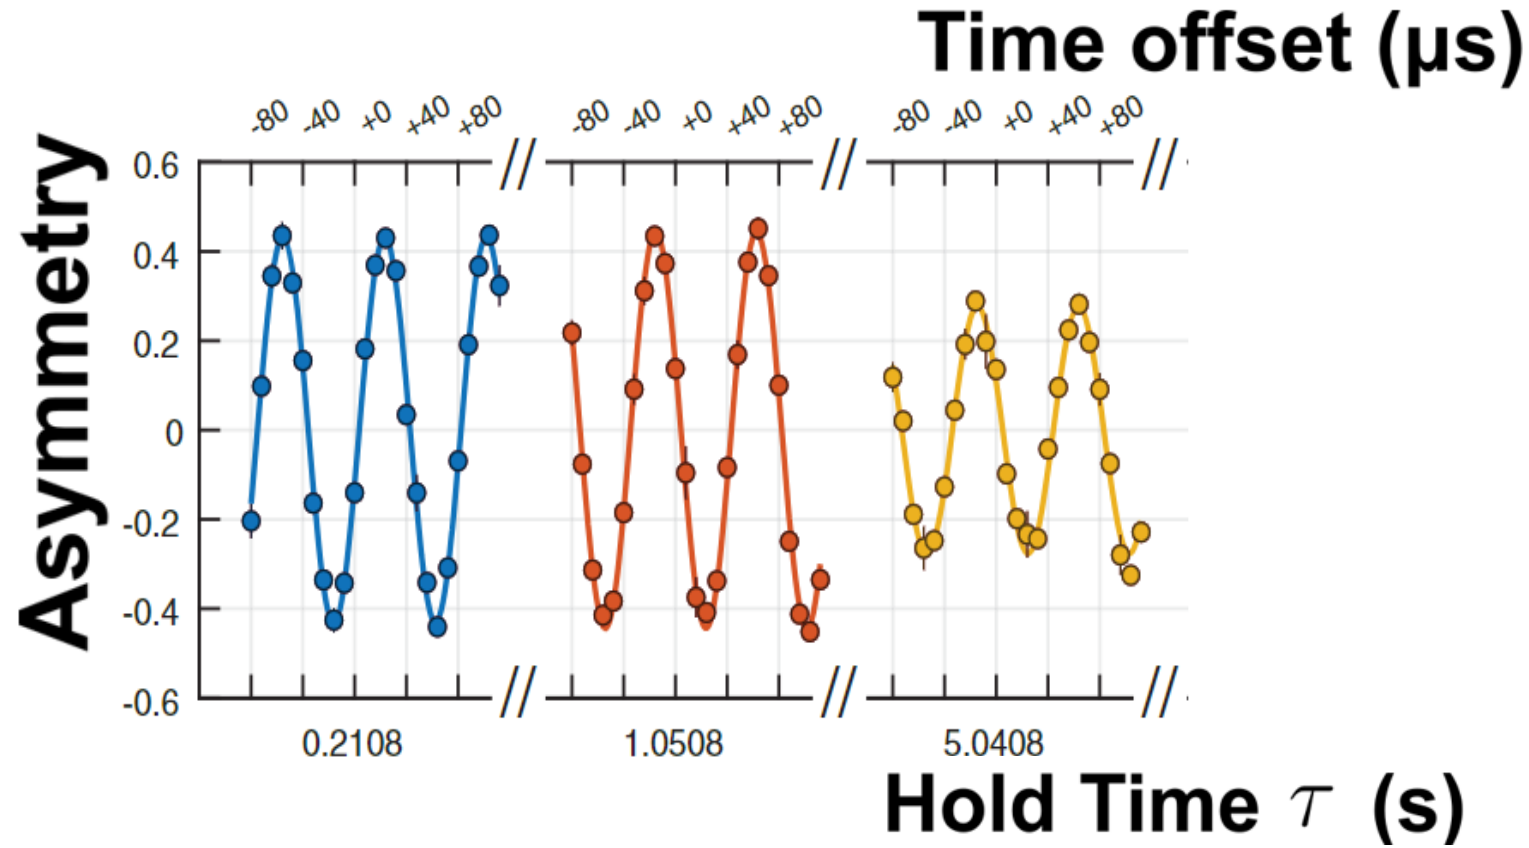 Time offset (µs)
-80 -40 +0 +40 +80 // -80 -40 +0 +40 +80 // -80 -40 +0 +40 +80 //
Asymmetry
0.6
0.4
0.2
0
-0.2
-0.4
-0.6
// // //
0.2108 1.0508 5.0408
Hold Time τ (s)